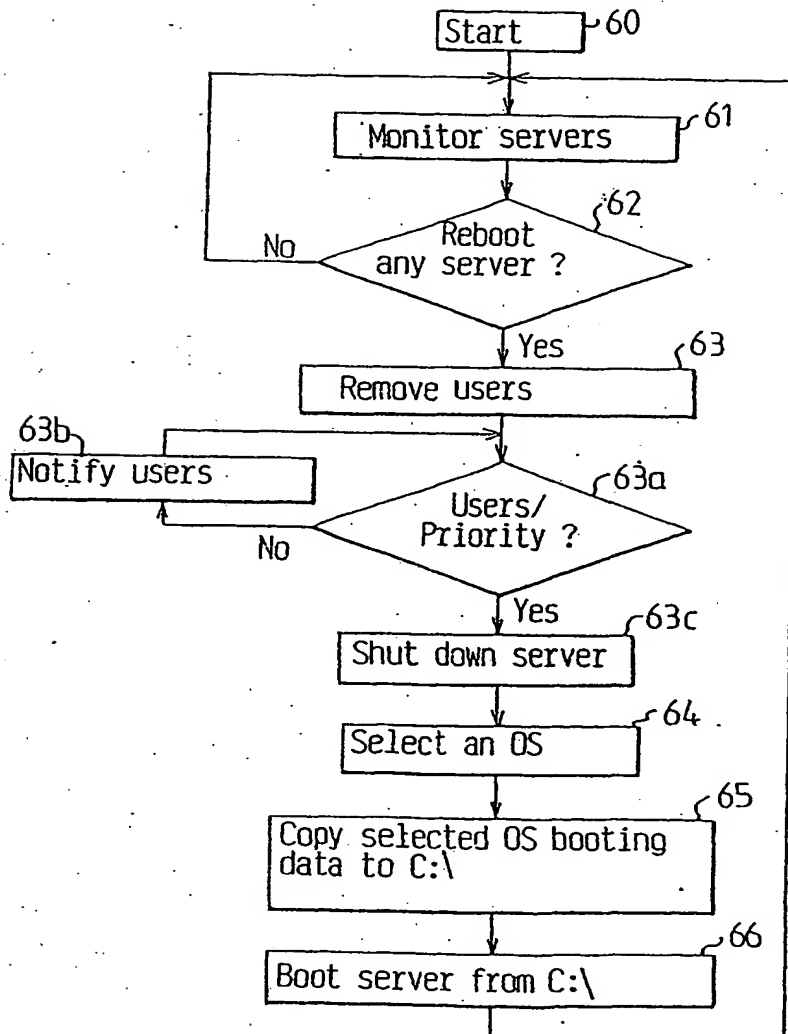 Start
60
Monitor servers
61
62
Reboot
any server ?
No
Yes
63
Remove users
63b
Notify users
63a
Users/
Priority ?
No
Yes
63c
Shut down server
64
Select an OS
65
Copy selected OS booting
data to C:\
66
Boot server from C:\